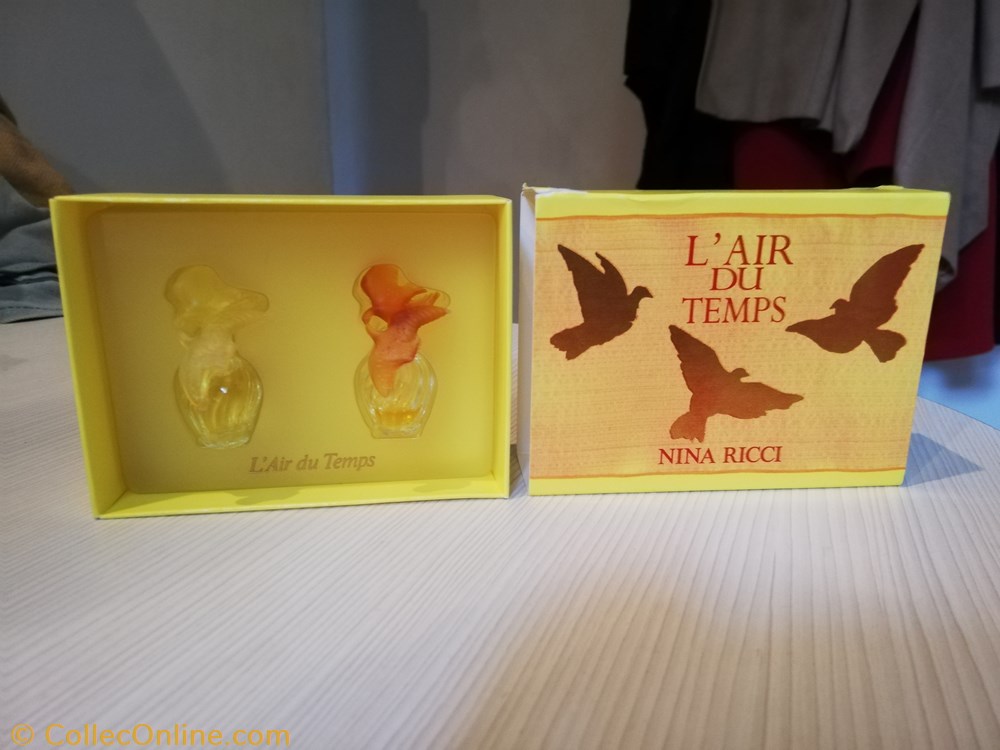 L'Air du Temps
L'AIR
DU
TEMPS
NINA RICCI
© CollecOnline.com